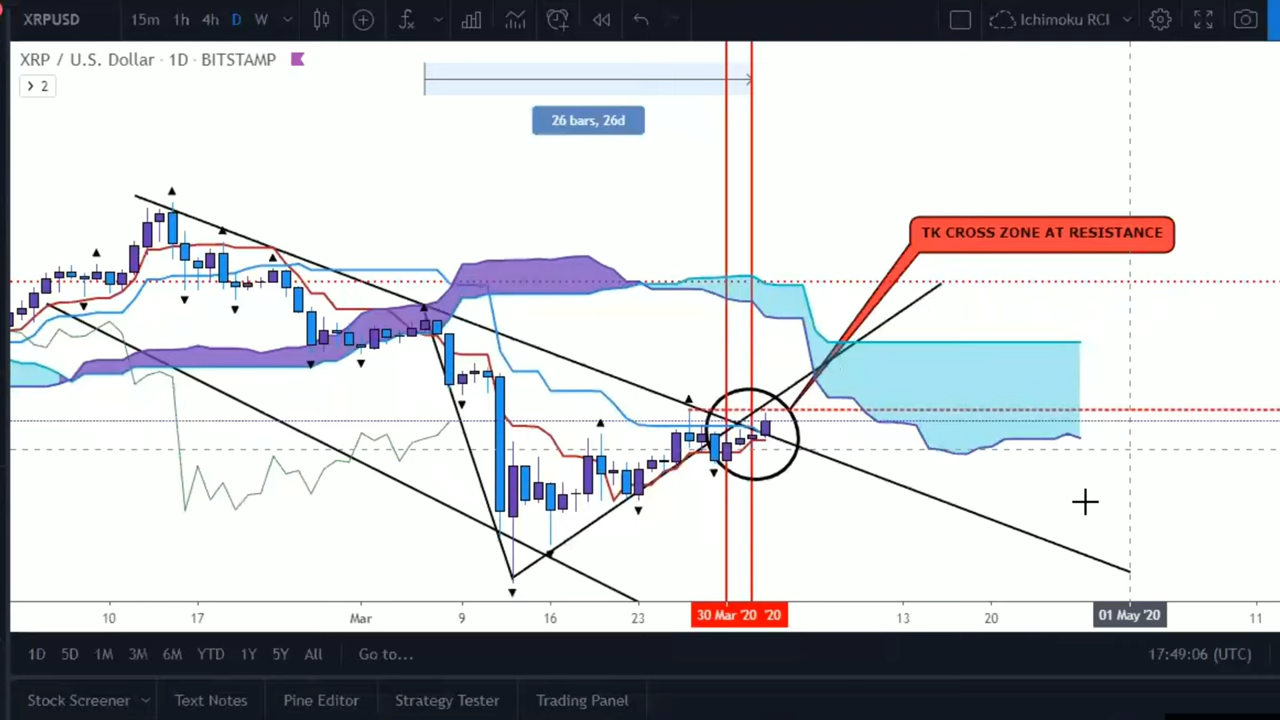 XRPUSD 15m 1h 4h D W Ichimoku RCI
XRP / U.S. Dollar · 1D · BITSTAMP
2
26 bars, 26d
TK CROSS ZONE AT RESISTANCE
10 17 Mar 9 16 23 30 Mar '20 '20 13 20 01 May '20 11
1D 5D 1M 3M 6M YTD 1Y 5Y All Go to... 17:49:06 (UTC)
Stock Screener Text Notes Pine Editor Strategy Tester Trading Panel